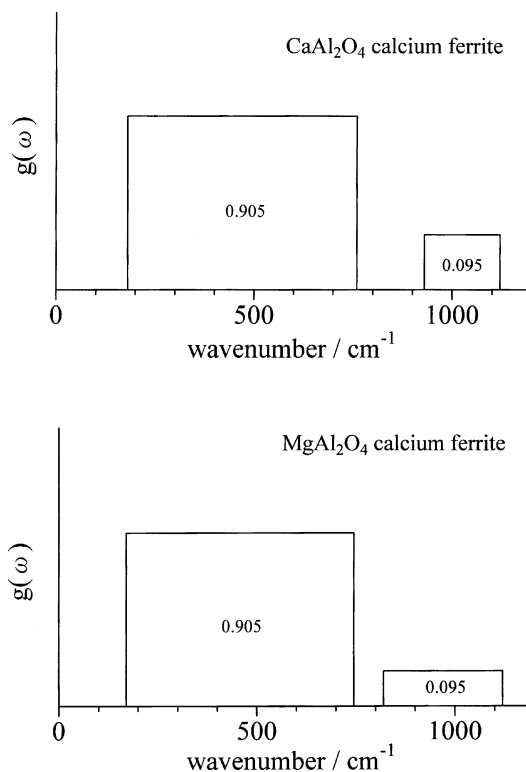 CaAl₂O₄ calcium ferrite
g(ω)
0.905
0.095
0 500 1000
wavenumber / cm⁻¹
MgAl₂O₄ calcium ferrite
g(ω)
0.905
0.095
0 500 1000
wavenumber / cm⁻¹